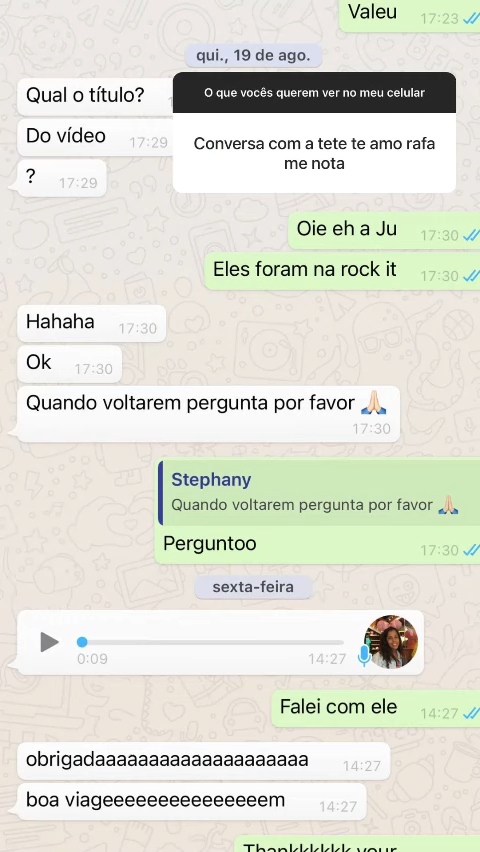 Valeu
17:23
qui., 19 de ago.
O que vocês querem ver no meu celular
Conversa com a tete te amo rafa
me nota
Qual o título?
Do vídeo
17:29
?
17:29
Oie eh a Ju
17:30
Eles foram na rock it
17:30
Hahaha
17:30
Ok
17:30
Quando voltarem pergunta por favor 🙏🏻
17:30
Stephany
Quando voltarem pergunta por favor 🙏🏻
Perguntoo
17:30
sexta-feira
0:09
14:27
Falei com ele
14:27
obrigadaaaaaaaaaaaaaaaaaaaa
14:27
boa viageeeeeeeeeeeeeeem
14:27